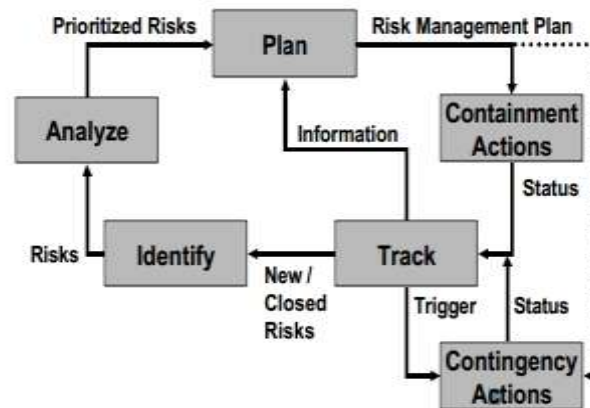 Prioritized Risks
Plan
Risk Management Plan
Analyze
Information
Containment
Actions
Status
Risks
Identify
Track
New /
Closed
Risks
Trigger
Status
Contingency
Actions